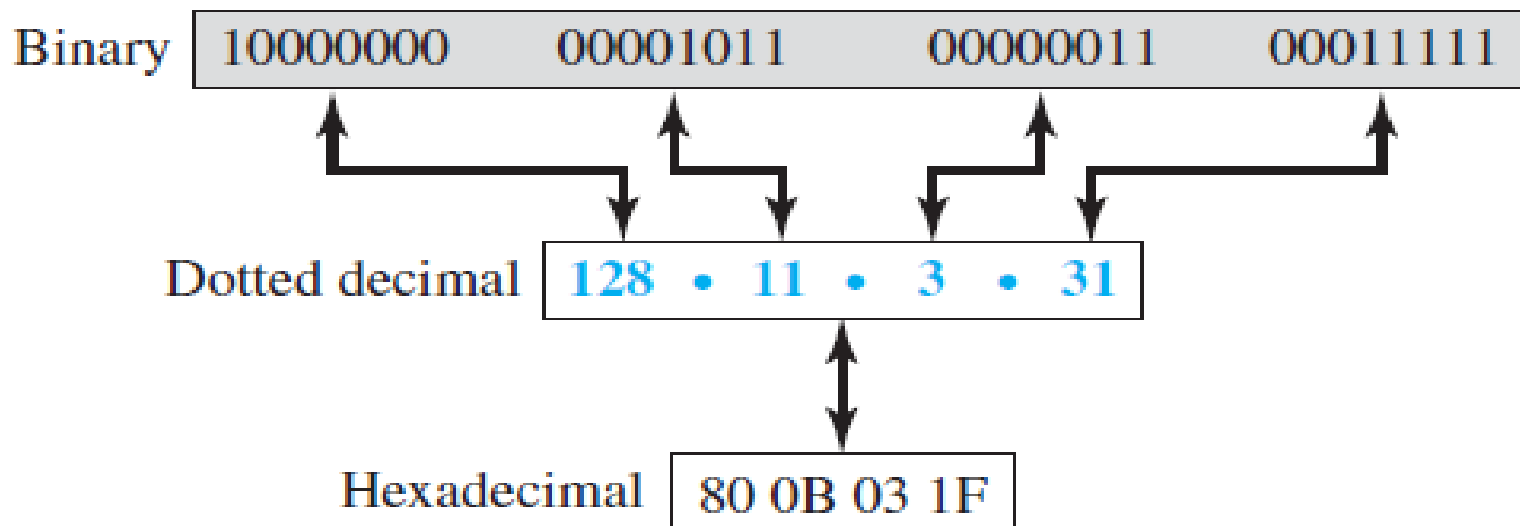 Binary 10000000 00001011 00000011 00011111
Dotted decimal 128 • 11 • 3 • 31
Hexadecimal 80 0B 03 1F